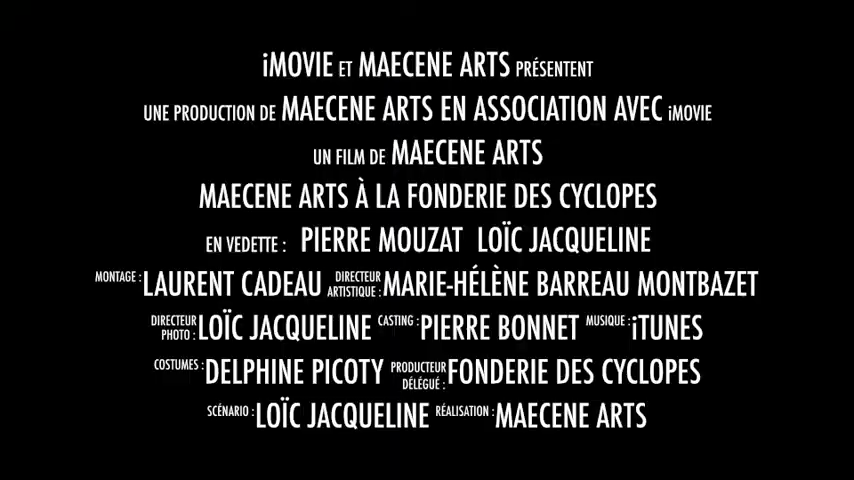 iMOVIE ET MAECENE ARTS PRÉSENTENT
UNE PRODUCTION DE MAECENE ARTS EN ASSOCIATION AVEC iMOVIE
UN FILM DE MAECENE ARTS
MAECENE ARTS À LA FONDERIE DES CYCLOPES
EN VEDETTE : PIERRE MOUZAT LOÏC JACQUELINE
MONTAGE : LAURENT CADEAU DIRECTEUR ARTISTIQUE : MARIE-HÉLÈNE BARREAU MONTBAZET
DIRECTEUR PHOTO : LOÏC JACQUELINE CASTING : PIERRE BONNET MUSIQUE : iTUNES
COSTUMES : DELPHINE PICOTY PRODUCTEUR DÉLÉGUÉ : FONDERIE DES CYCLOPES
SCÉNARIO : LOÏC JACQUELINE RÉALISATION : MAECENE ARTS